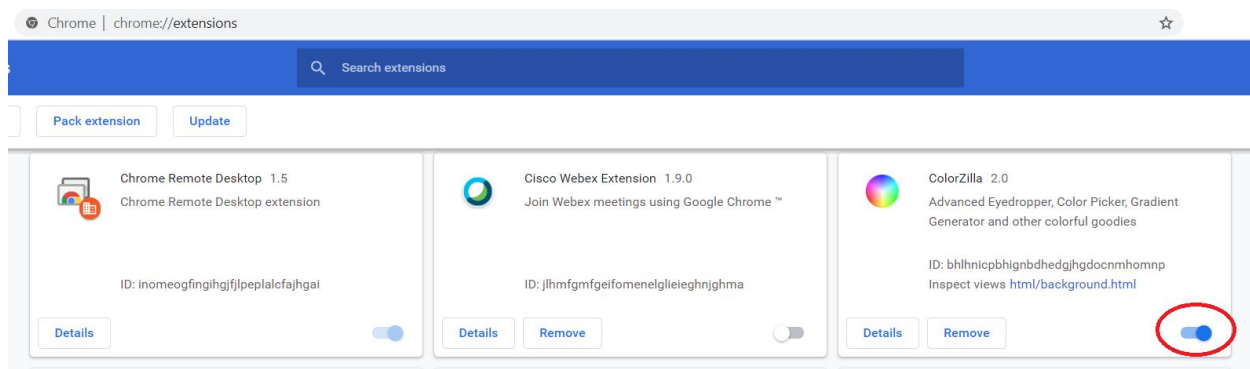 Chrome | chrome://extensions
Search extensions
Pack extension
Update
Chrome Remote Desktop 1.5
Chrome Remote Desktop extension
ID: inomeogfingihgjfjlpeplalcfajhgai
Details
Cisco Webex Extension 1.9.0
Join Webex meetings using Google Chrome ™
ID: jlhmfgmfgeifomenelglieieghnjghma
Details
Remove
ColorZilla 2.0
Advanced Eyedropper, Color Picker, Gradient
Generator and other colorful goodies
ID: bhlhnicpbhignbdhedgjhgdocnmhomnp
Inspect views html/background.html
Details
Remove